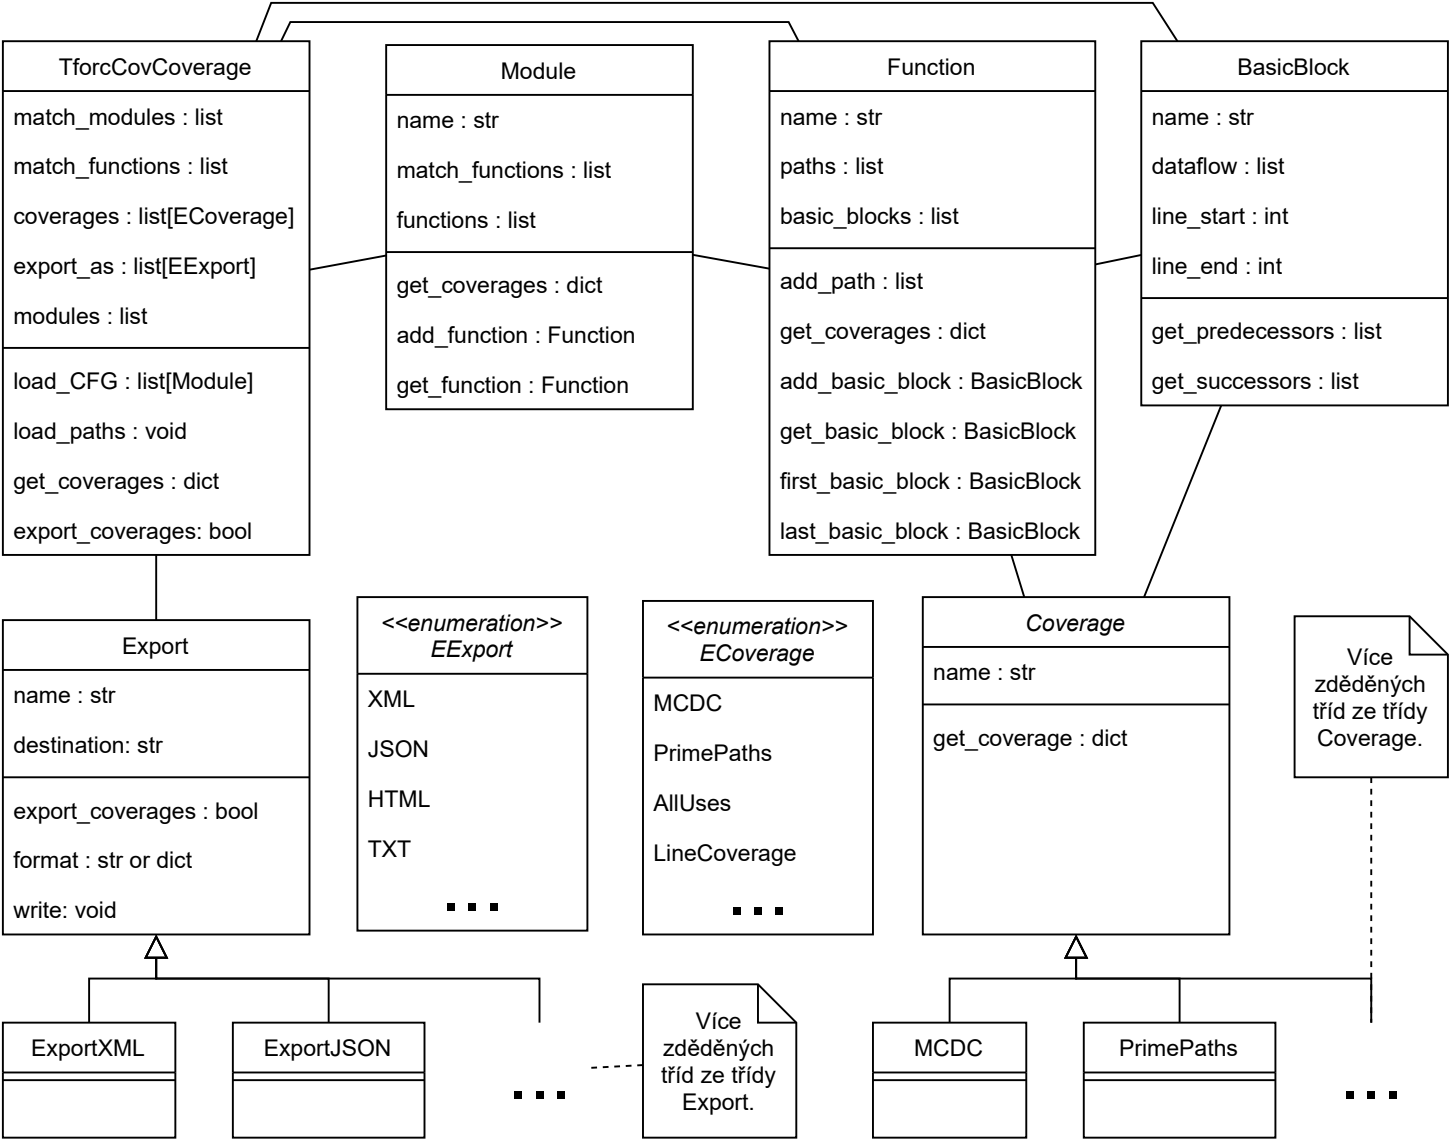 TforcCovCoverage
match_modules : list
match_functions : list
coverages : list[ECoverage]
export_as : list[EExport]
modules : list
load_CFG : list[Module]
load_paths : void
get_coverages : dict
export_coverages: bool
Module
name : str
match_functions : list
functions : list
get_coverages : dict
add_function : Function
get_function : Function
Function
name : str
paths : list
basic_blocks : list
add_path : list
get_coverages : dict
add_basic_block : BasicBlock
get_basic_block : BasicBlock
first_basic_block : BasicBlock
last_basic_block : BasicBlock
BasicBlock
name : str
dataflow : list
line_start : int
line_end : int
get_predecessors : list
get_successors : list
Export
name : str
destination: str
export_coverages : bool
format : str or dict
write: void
<<enumeration>>
EExport
XML
JSON
HTML
TXT
...
<<enumeration>>
ECoverage
MCDC
PrimePaths
AllUses
LineCoverage
...
Coverage
name : str
get_coverage : dict
Více
zděděných
tříd ze třídy
Coverage.
ExportXML
ExportJSON
...
Více
zděděných
tříd ze třídy
Export.
MCDC
PrimePaths
...